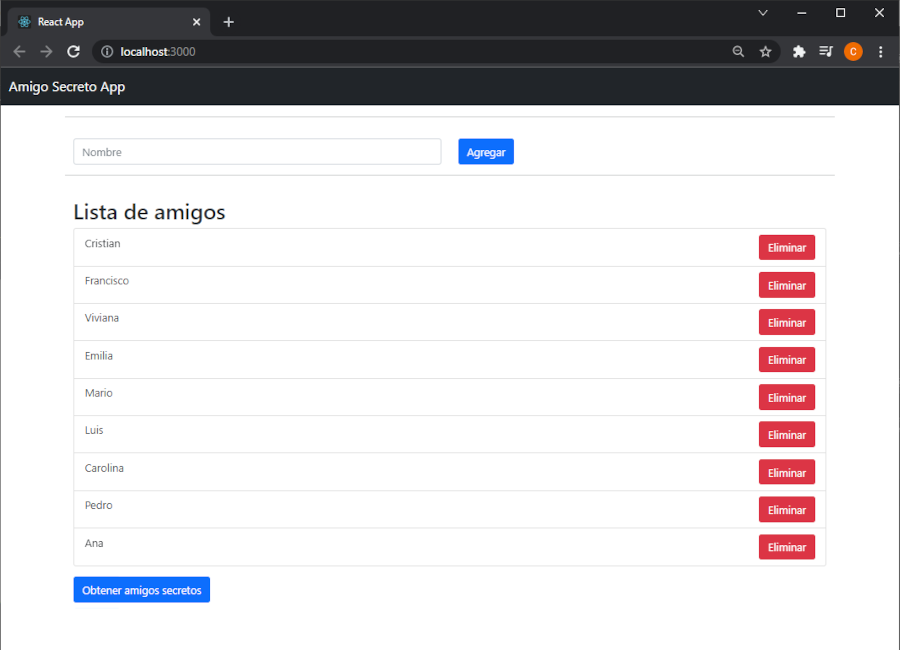 React App
localhost:3000
C
Amigo Secreto App
Nombre
Agregar
Lista de amigos
Cristian Eliminar
Francisco Eliminar
Viviana Eliminar
Emilia Eliminar
Mario Eliminar
Luis Eliminar
Carolina Eliminar
Pedro Eliminar
Ana Eliminar
Obtener amigos secretos